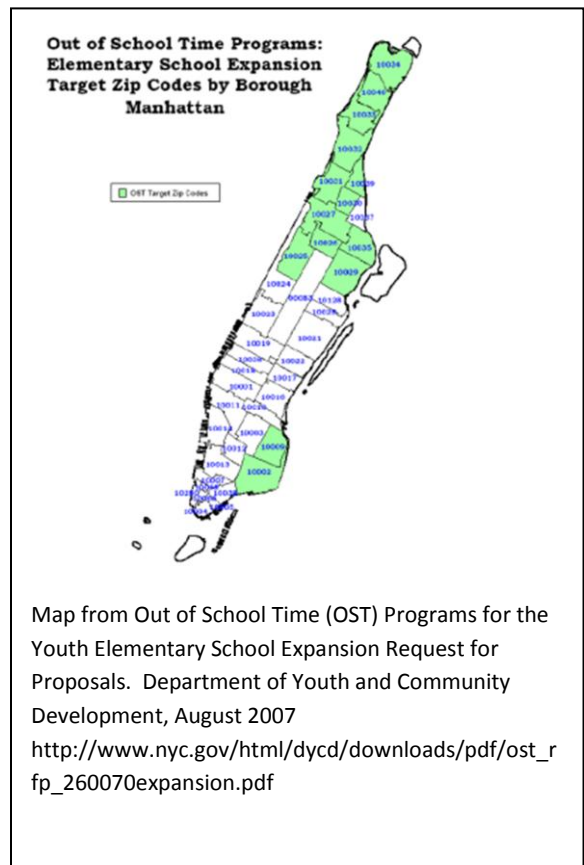 Out of School Time Programs:
Elementary School Expansion
Target Zip Codes by Borough
Manhattan
10034
10040
10033
10032
OST Target Zip Codes
10031
10039
10030
10027
10037
10026
10035
10025
10029
10024
10128
10023
10021
10019
10022
10018
10017
10001
10016
10011
10003
10009
10014
10012
10002
10013
10007
10004
Map from Out of School Time (OST) Programs for the
Youth Elementary School Expansion Request for
Proposals. Department of Youth and Community
Development, August 2007
http://www.nyc.gov/html/dycd/downloads/pdf/ost_r
fp_260070expansion.pdf